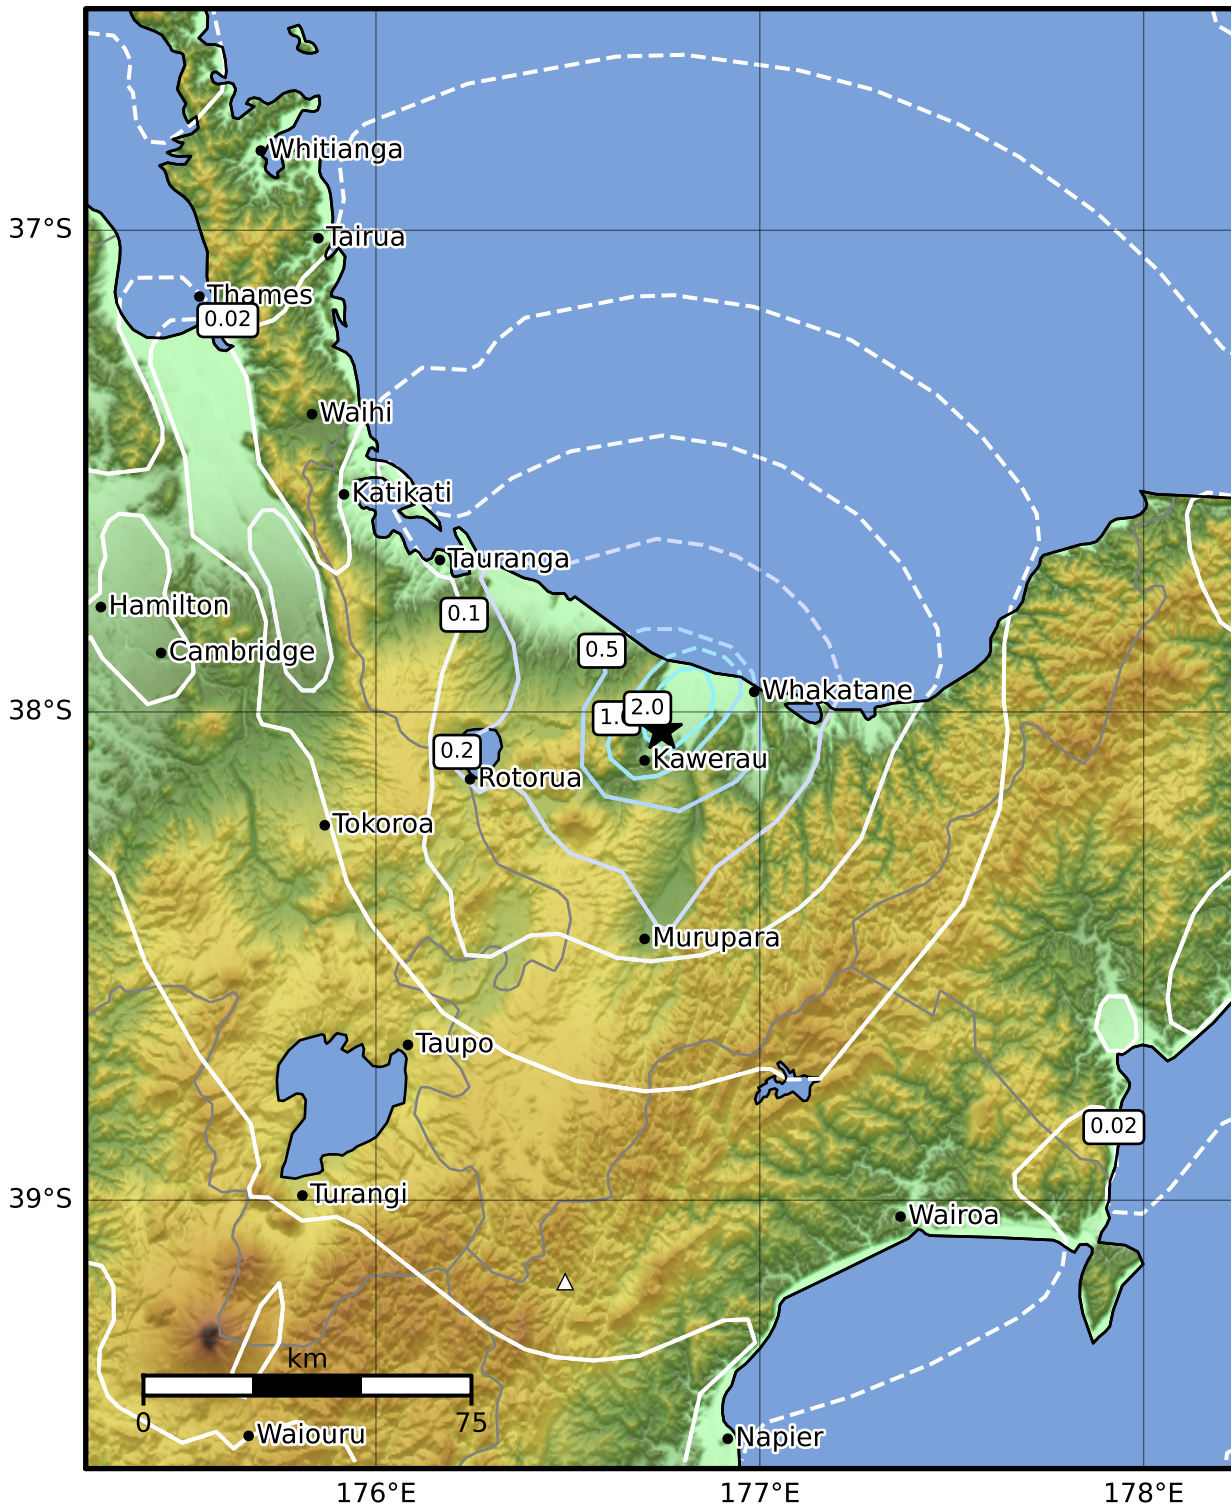 Whitianga
37°S
Tairua
Thames
0.02
Waihi
Katikati
Tauranga
Hamilton
0.1
Cambridge
0.5
Whakatane
38°S
1.
2.0
0.2
Kawerau
Rotorua
Tokoroa
Murupara
Taupo
0.02
39°S
Turangi
Wairoa
km
0
75
Waiouru
Napier
176°E
177°E
178°E